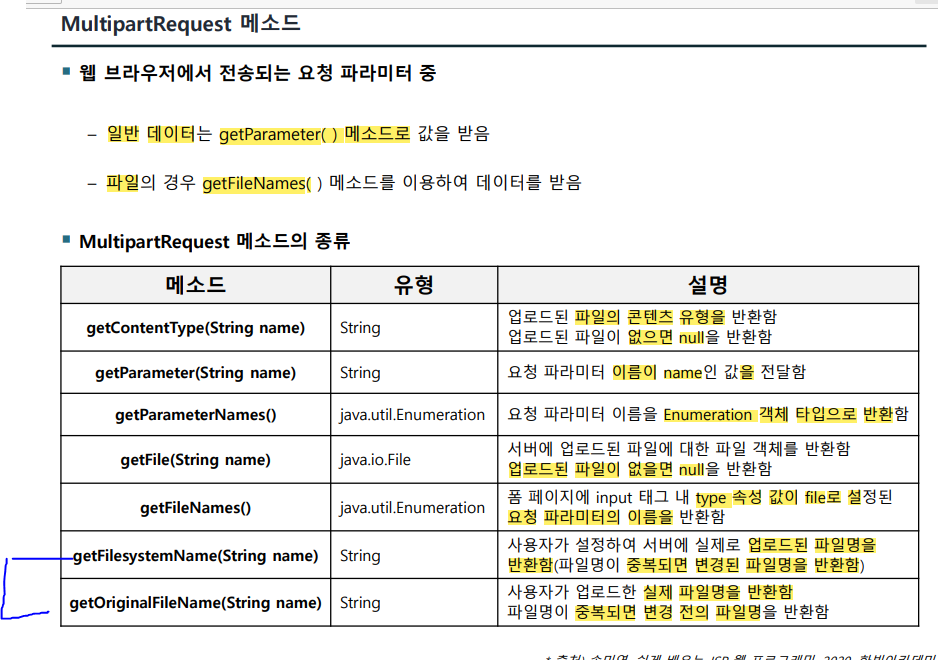 MultipartRequest 메소드
▪ 웹 브라우저에서 전송되는 요청 파라미터 중
– 일반 데이터는 getParameter( ) 메소드로 값을 받음
– 파일의 경우 getFileNames( ) 메소드를 이용하여 데이터를 받음
▪ MultipartRequest 메소드의 종류
메소드 유형 설명
getContentType(String name) String 업로드된 파일의 콘텐츠 유형을 반환함
업로드된 파일이 없으면 null을 반환함
getParameter(String name) String 요청 파라미터 이름이 name인 값을 전달함
getParameterNames() java.util.Enumeration 요청 파라미터 이름을 Enumeration 객체 타입으로 반환함
getFile(String name) java.io.File 서버에 업로드된 파일에 대한 파일 객체를 반환함
업로드된 파일이 없을면 null을 반환함
getFileNames() java.util.Enumeration 폼 페이지에 input 태그 내 type 속성 값이 file로 설정된
요청 파라미터의 이름을 반환함
getFilesystemName(String name) String 사용자가 설정하여 서버에 실제로 업로드된 파일명을
반환함(파일명이 중복되면 변경된 파일명을 반환함)
getOriginalFileName(String name) String 사용자가 업로드한 실제 파일명을 반환함
파일명이 중복되면 변경 전의 파일명을 반환함